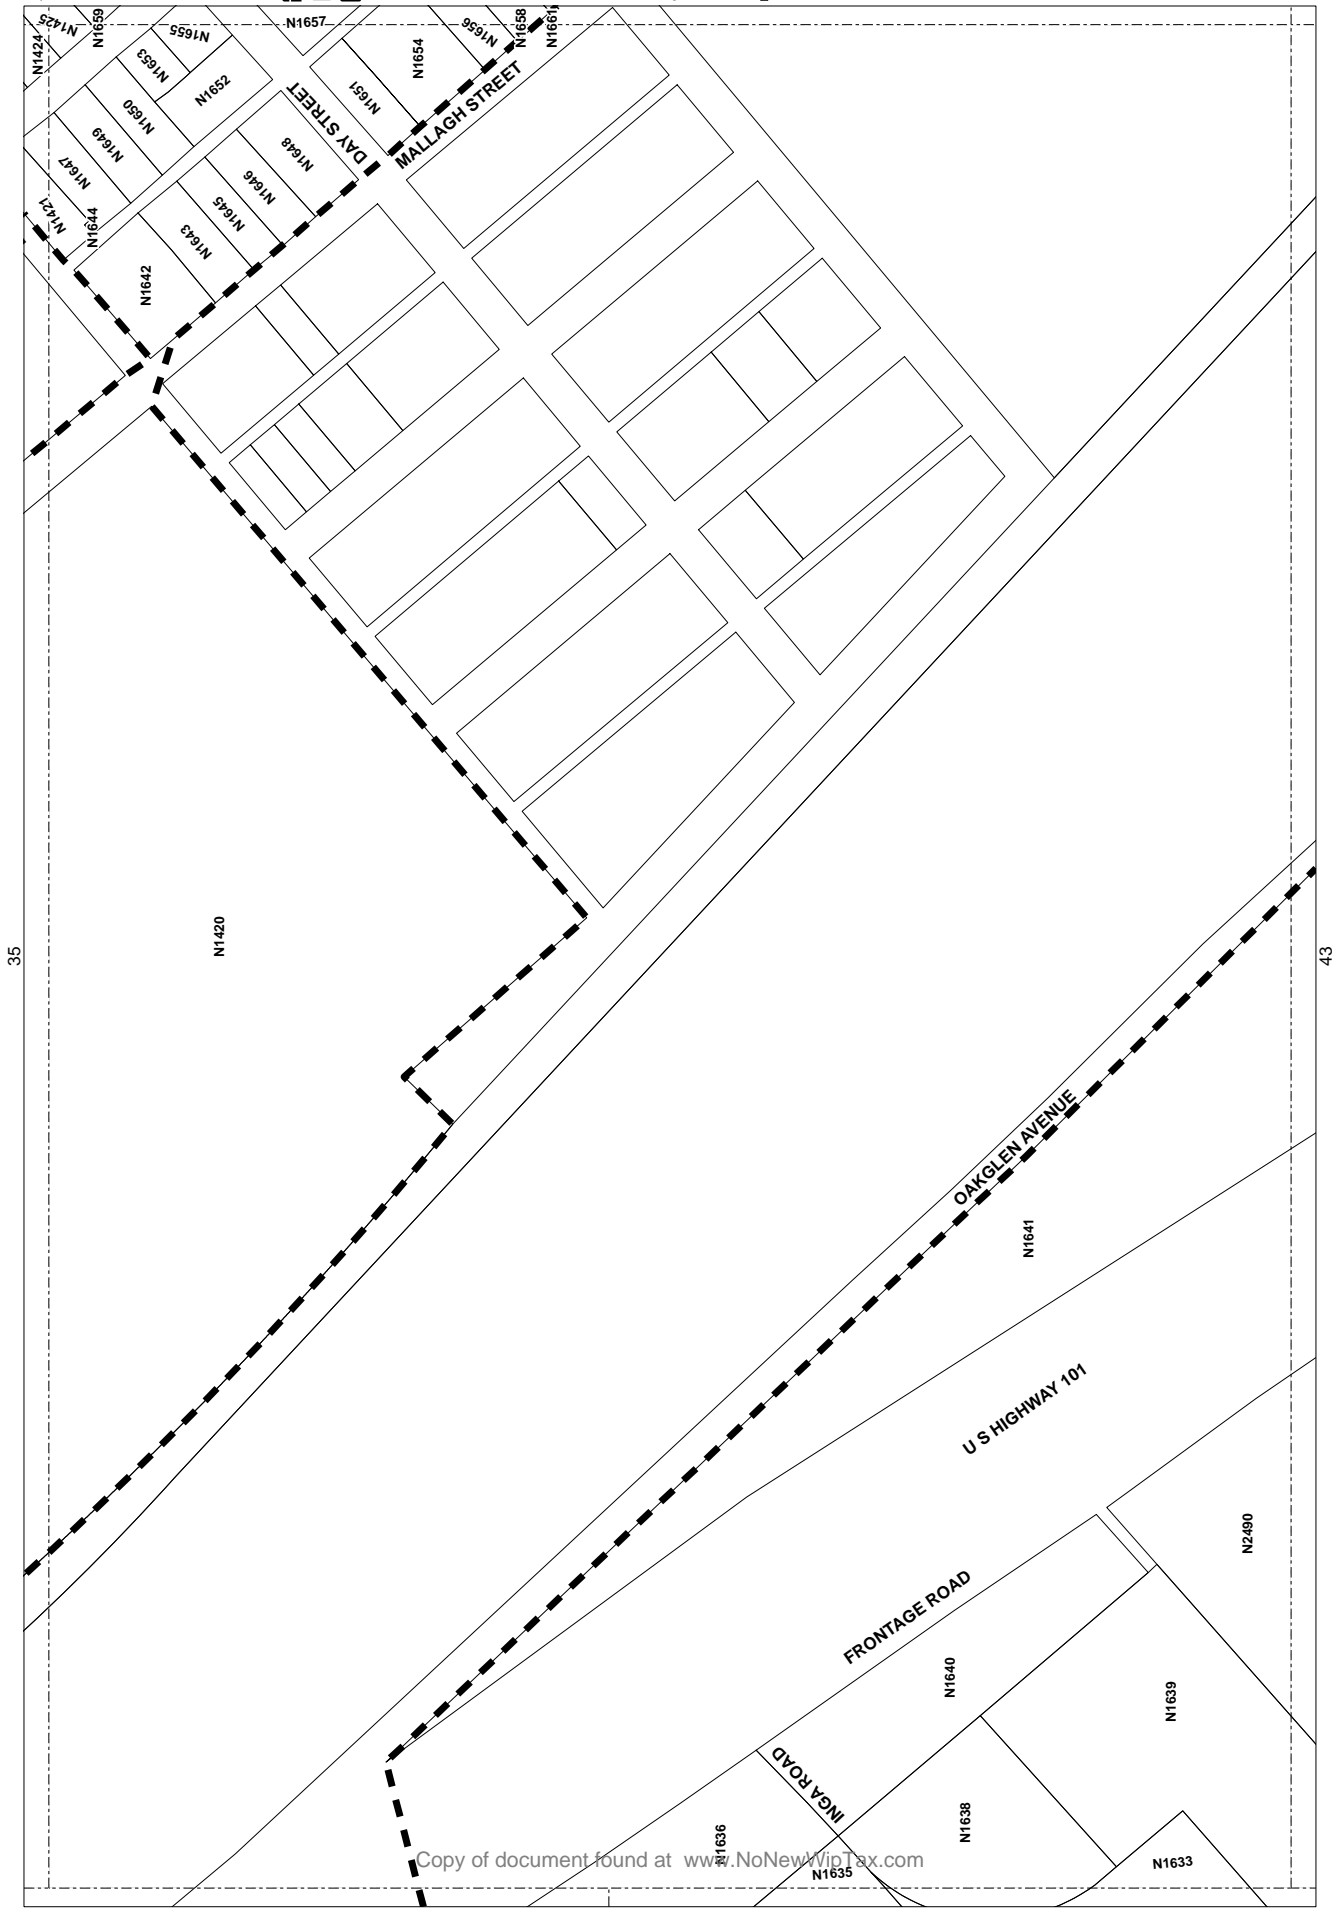 N1424
N1425
N1659
N1655
N1657
N1656
N1658
N1661
N1654
N1653
N1652
N1651
N1650
N1649
N1647
N1421
N1644
N1648
N1646
N1645
N1643
N1642
DAY STREET
MALLAGH STREET
N1420
35
43
OAKGLEN AVENUE
N1641
U S HIGHWAY 101
N2490
FRONTAGE ROAD
N1640
N1639
INGA ROAD
N1638
N1636
N1635
N1633
Copy of document found at www.NoNewWipTax.com